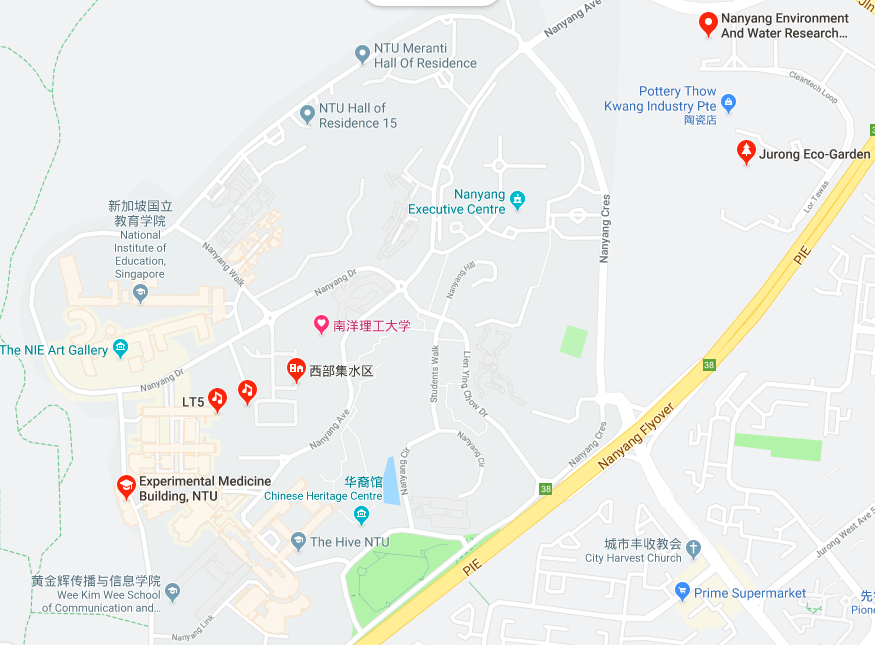 Nanyang Ave
Nanyang Environment
And Water Research...
NTU Meranti
Hall Of Residence
Cleantech Loop
Pottery Thow
Kwang Industry Pte
陶瓷店
NTU Hall of
Residence 15
38
Jurong Eco-Garden
Nanyang
Executive Centre
Lor Tawas
新加坡国立
教育学院
National
Institute of
Education,
Singapore
Nanyang Walk
Nanyang Cres
PIE
Nanyang Hill
Nanyang Dr
南洋理工大学
The NIE Art Gallery
西部集水区
Students Walk
Lien Ying Chow Dr
38
Nanyang Dr
LT5
Nanyang Ave
Nanyang Flyover
Nanyang Cres
Nanyang Cir
Nanyang Cir
Experimental Medicine
Building, NTU
华裔馆
Chinese Heritage Centre
38
Jurong West Ave 5
The Hive NTU
城市丰收教会
City Harvest Church
PIE
黄金辉传播与信息学院
Wee Kim Wee School
of Communication and...
Prime Supermarket
Pione
Nanyang Link